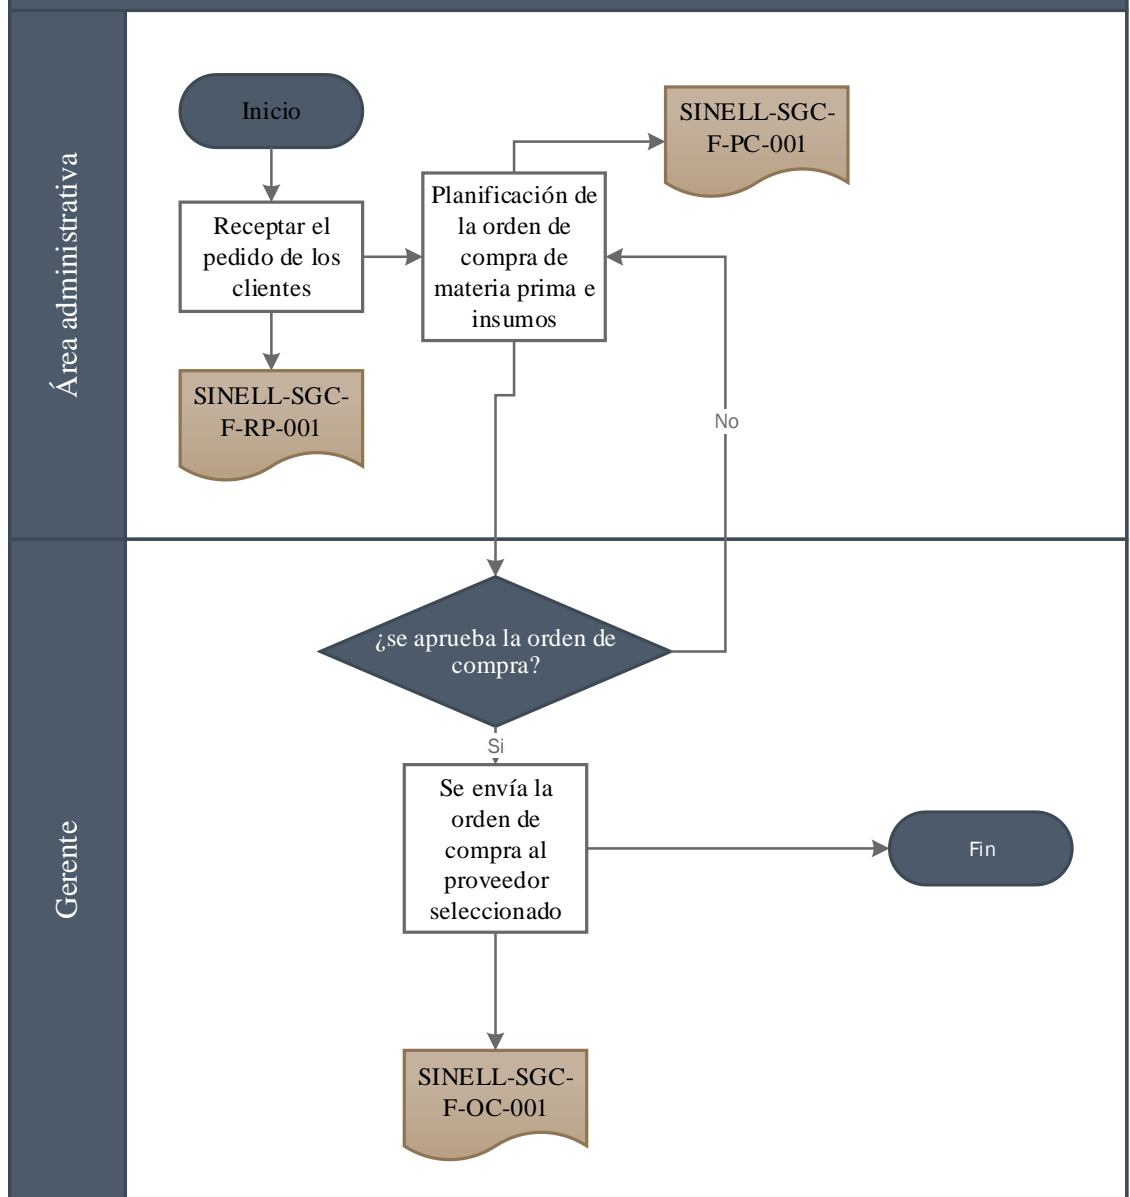 Área administrativa
Inicio
Receptar el
pedido de los
clientes
SINELL-SGC-
F-RP-001
Planificación de
la orden de
compra de
materia prima e
insumos
SINELL-SGC-
F-PC-001
No
Gerente
¿se aprueba la orden de
compra?
Si
Se envía la
orden de
compra al
proveedor
seleccionado
Fin
SINELL-SGC-
F-OC-001